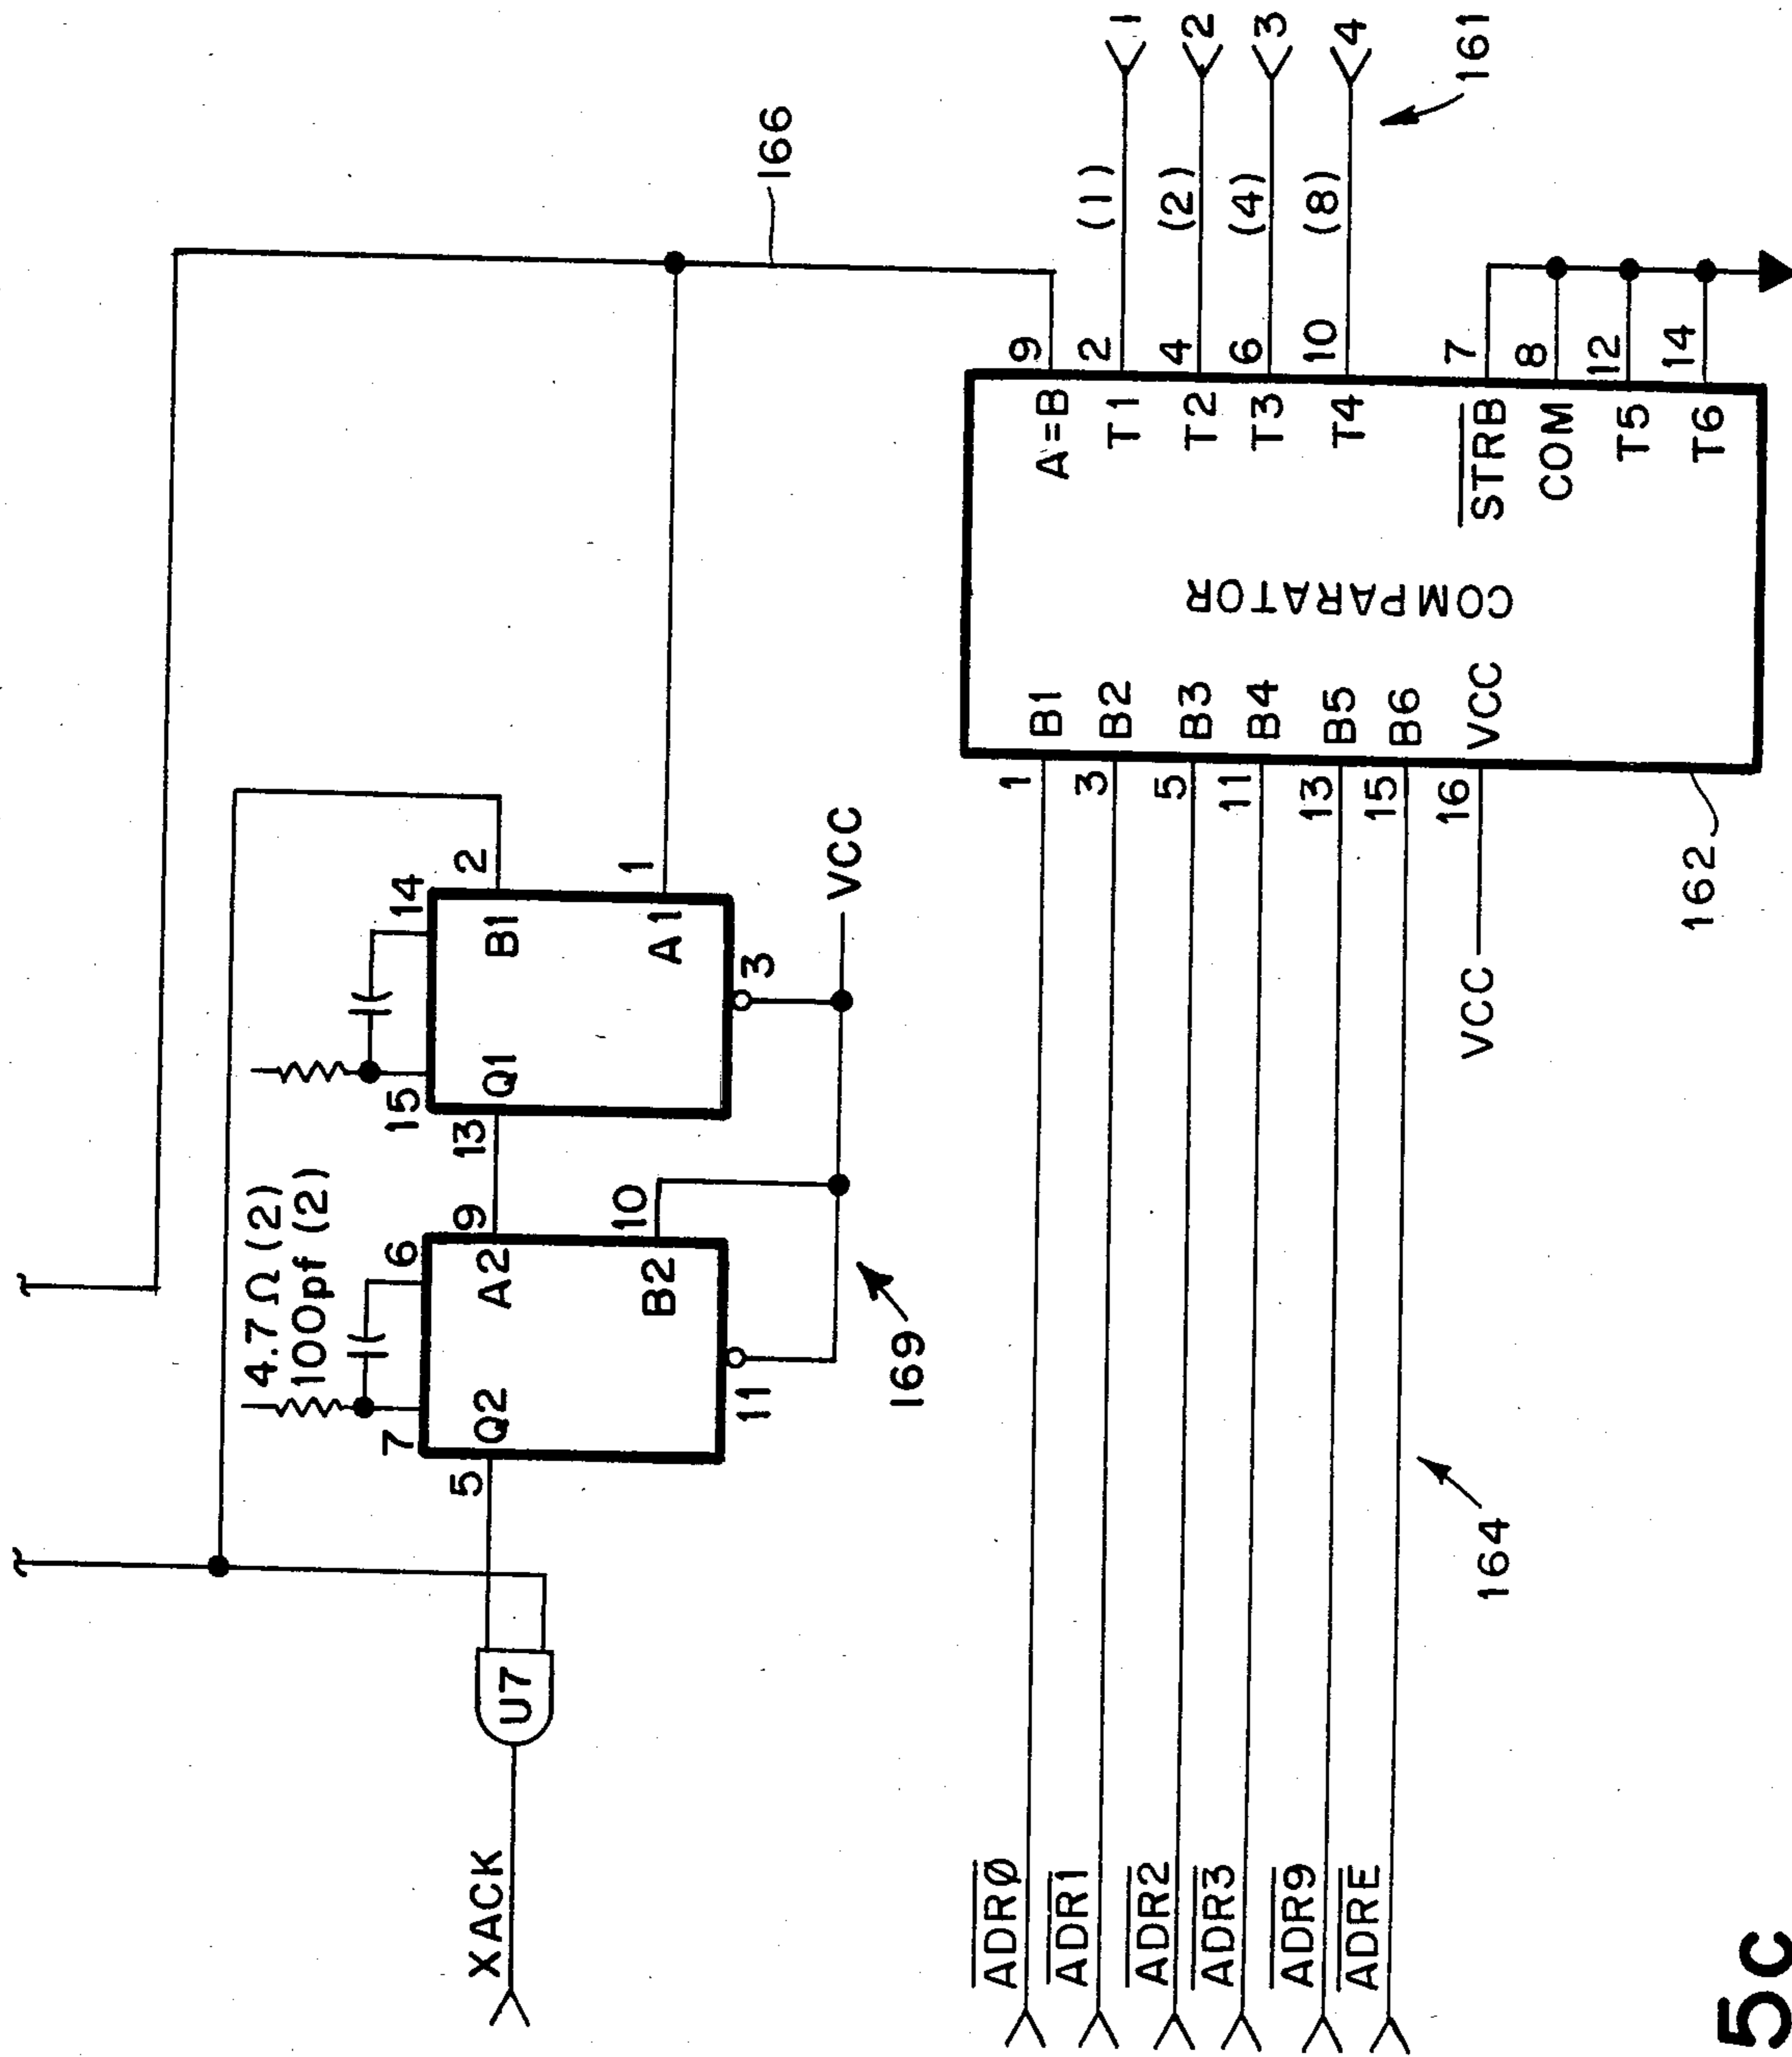 166
4.7 Ω (2)
100pf (2)
7
6
15
14
Q2
A2
Q1
B1
5
9
13
2
U7
XACK
B2
10
A1
1
11
3
VCC
169
ADRØ
ADR1
ADR2
ADR3
ADR9
ADRE
164
1
3
5
11
13
15
16
VCC
B1
B2
B3
B4
B5
B6
VCC
COMPARATOR
A=B
T1
T2
T3
T4
STRB
COM
T5
T6
9
2
4
6
10
7
8
12
14
(1)
(2)
(4)
(8)
1
2
3
4
161
162
5c